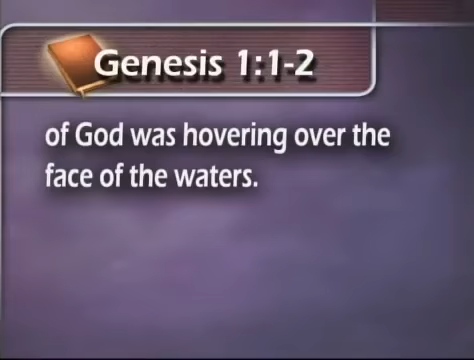 Genesis 1:1-2
of God was hovering over the
face of the waters.